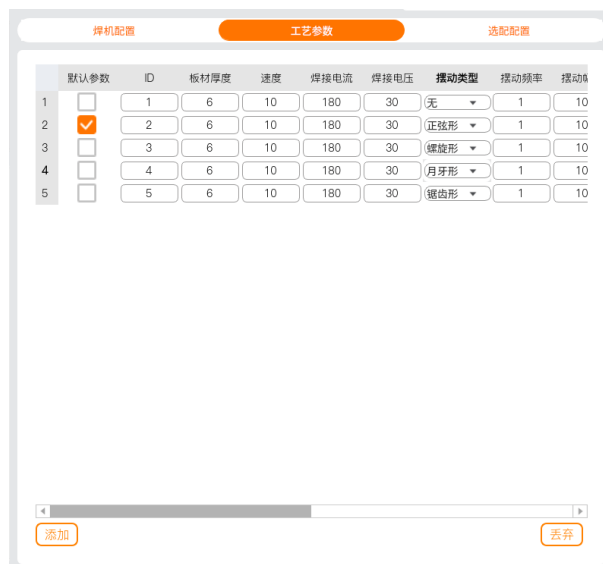 焊机配置 工艺参数 选配配置
默认参数 ID 板材厚度 速度 焊接电流 焊接电压 摆动类型 摆动频率 摆动
1 1 6 10 180 30 无 1 10
2 2 6 10 180 30 正弦形 1 10
3 3 6 10 180 30 螺旋形 1 10
4 4 6 10 180 30 月牙形 1 10
5 5 6 10 180 30 锯齿形 1 10
添加 丢弃